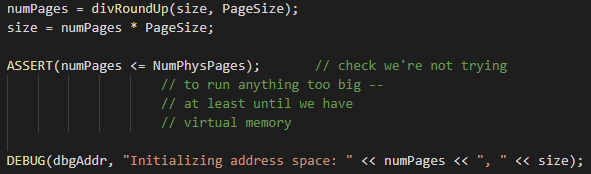 numPages = divRoundUp(size, PageSize);
size = numPages * PageSize;
ASSERT(numPages <= NumPhysPages); // check we're not trying
// to run anything too big --
// at least until we have
// virtual memory
DEBUG(dbgAddr, "Initializing address space: " << numPages << ", " << size);